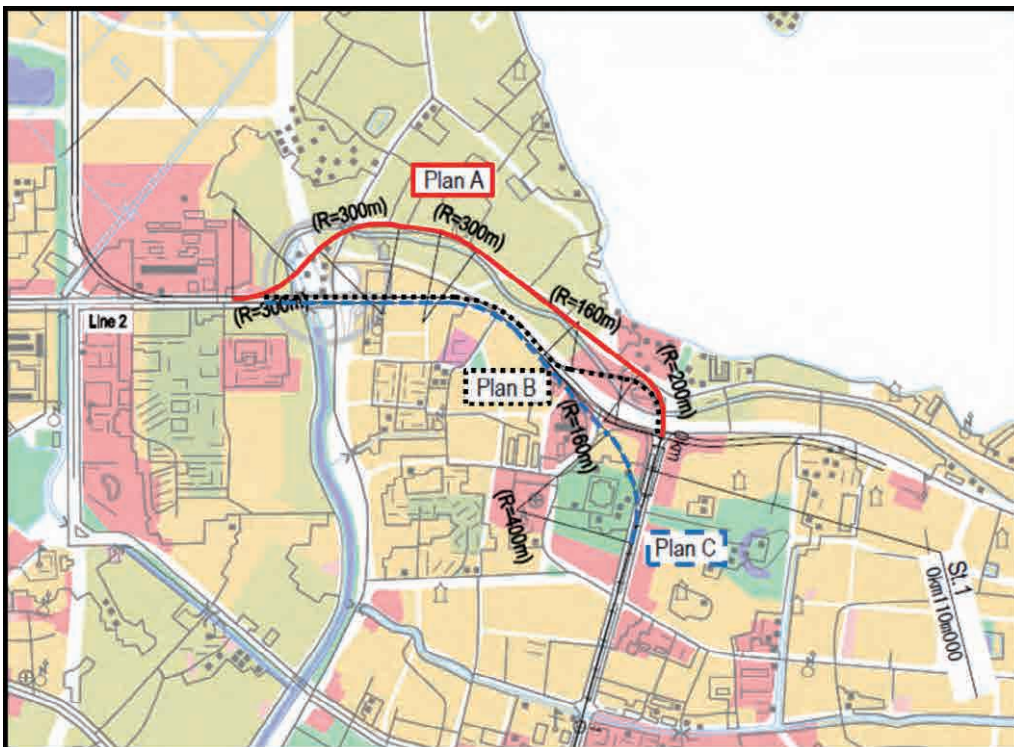 Plan A
(R=300m)
(R=300m)
(R=300m)
Line 2
(R=160m)
Plan B
(R=200m)
(R=160m)
0km
(R=400m)
Plan C
St.1
0km110m000